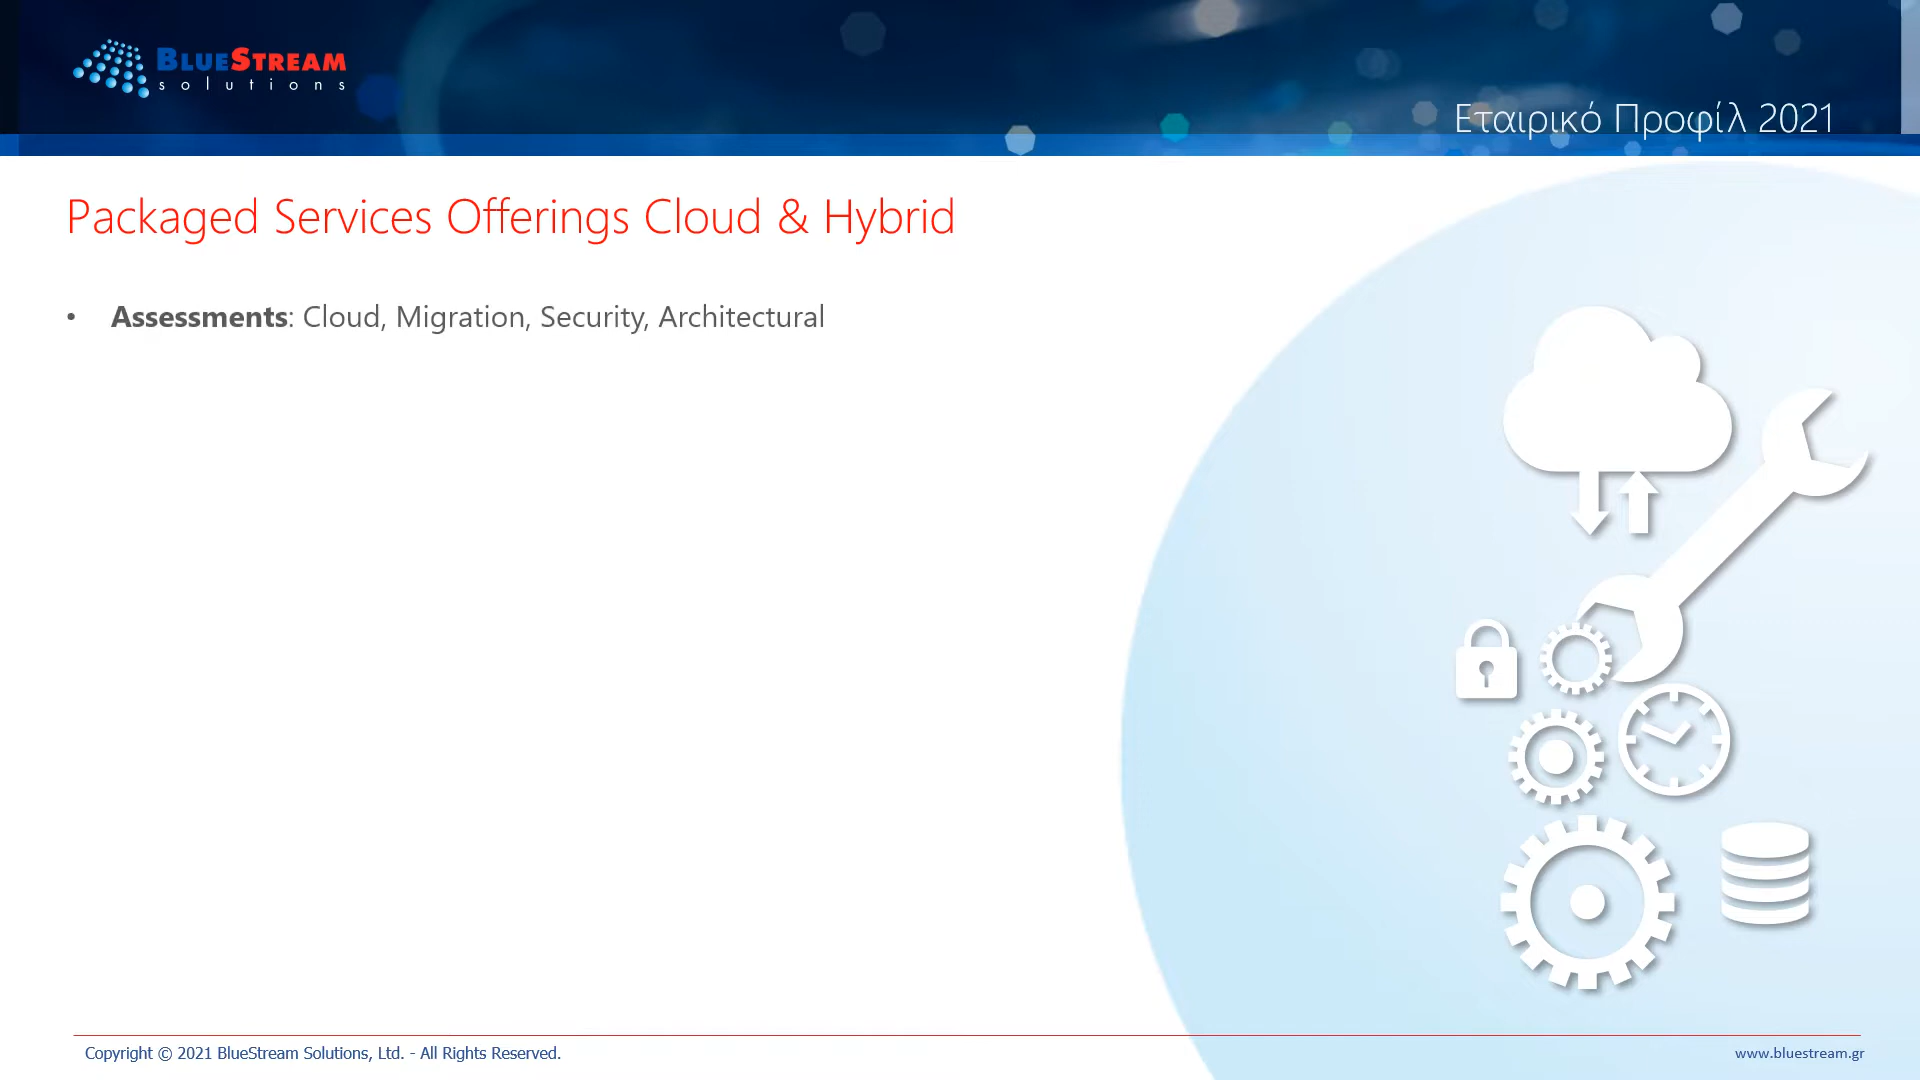 BLUESTREAM
solutions
Εταιρικό Προφίλ 2021
Packaged Services Offerings Cloud & Hybrid
• Assessments: Cloud, Migration, Security, Architectural
Copyright © 2021 BlueStream Solutions, Ltd. - All Rights Reserved.
www.bluestream.gr